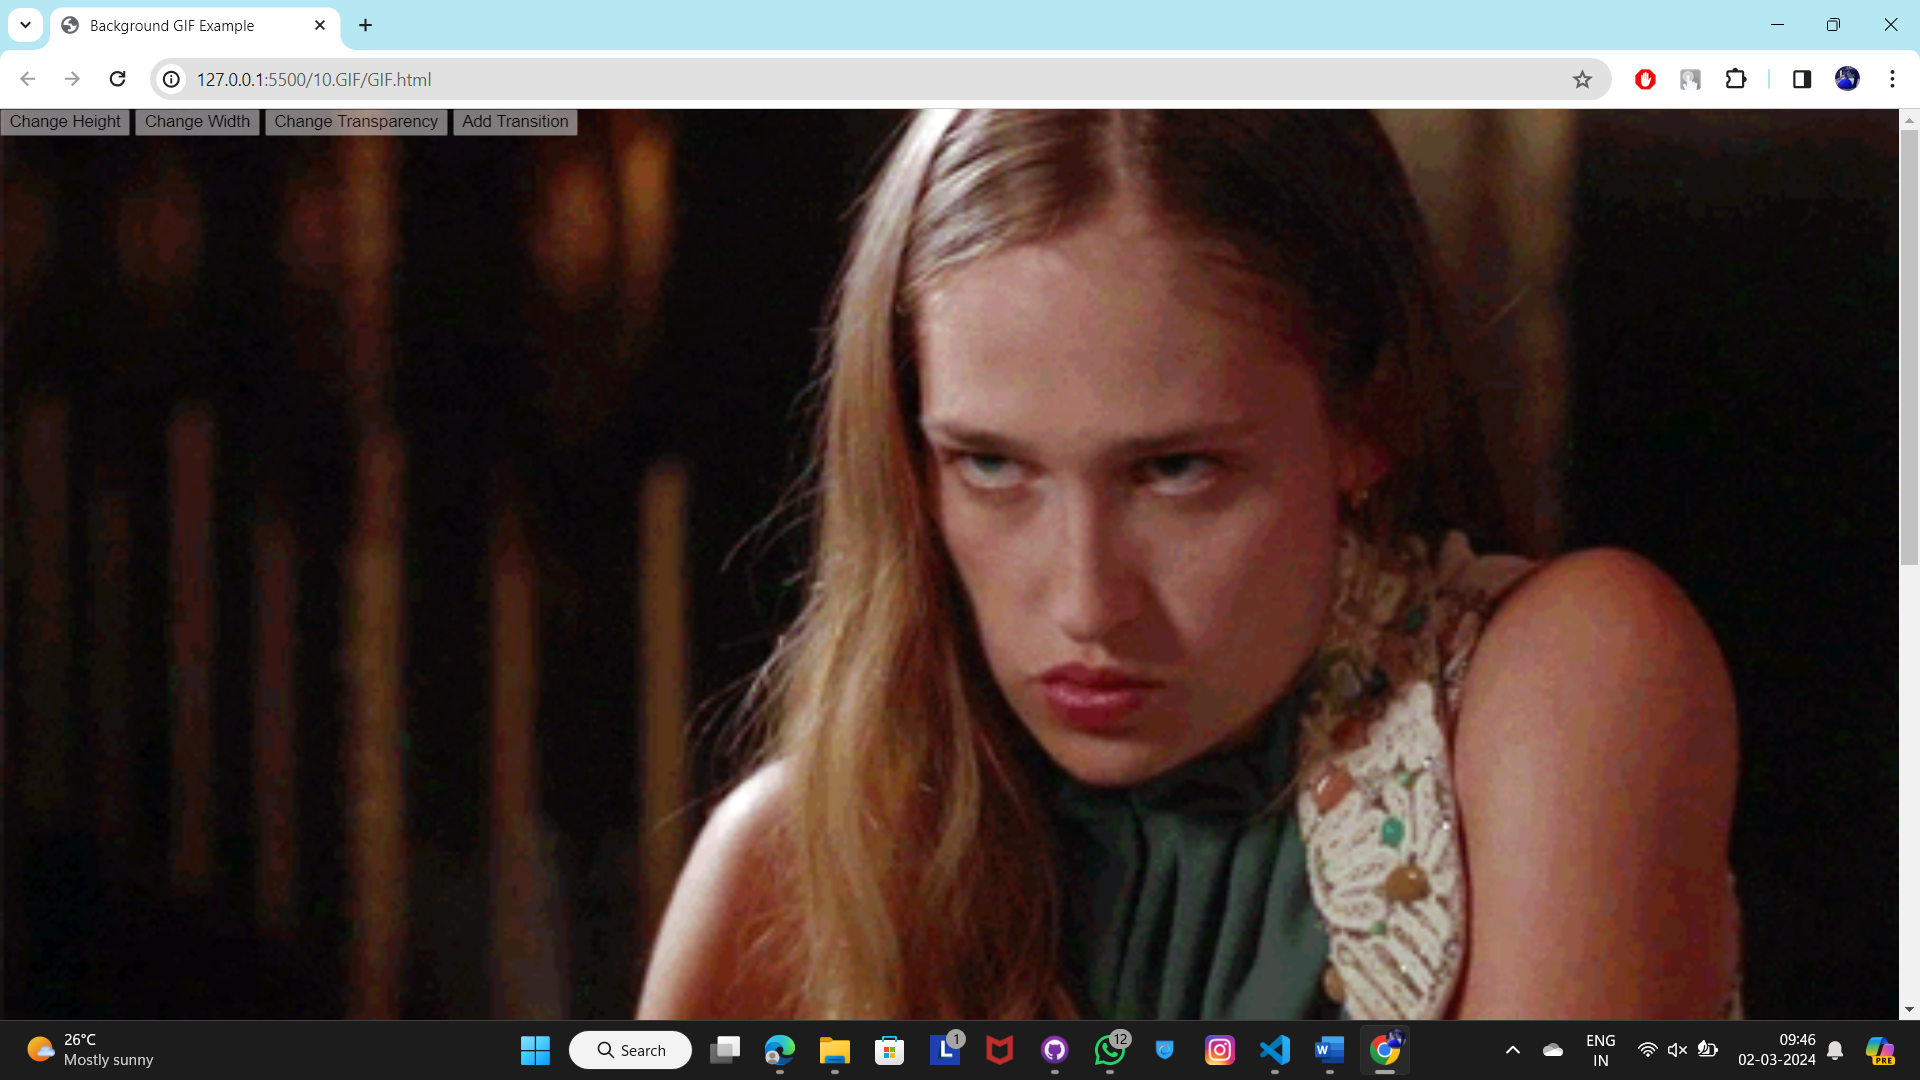 Background GIF Example
127.0.0.1:5500/10.GIF/GIF.html
Change Height Change Width Change Transparency Add Transition
26°C
Mostly sunny
Search
L 1
12
W
ENG
IN
09:46
02-03-2024
PRE